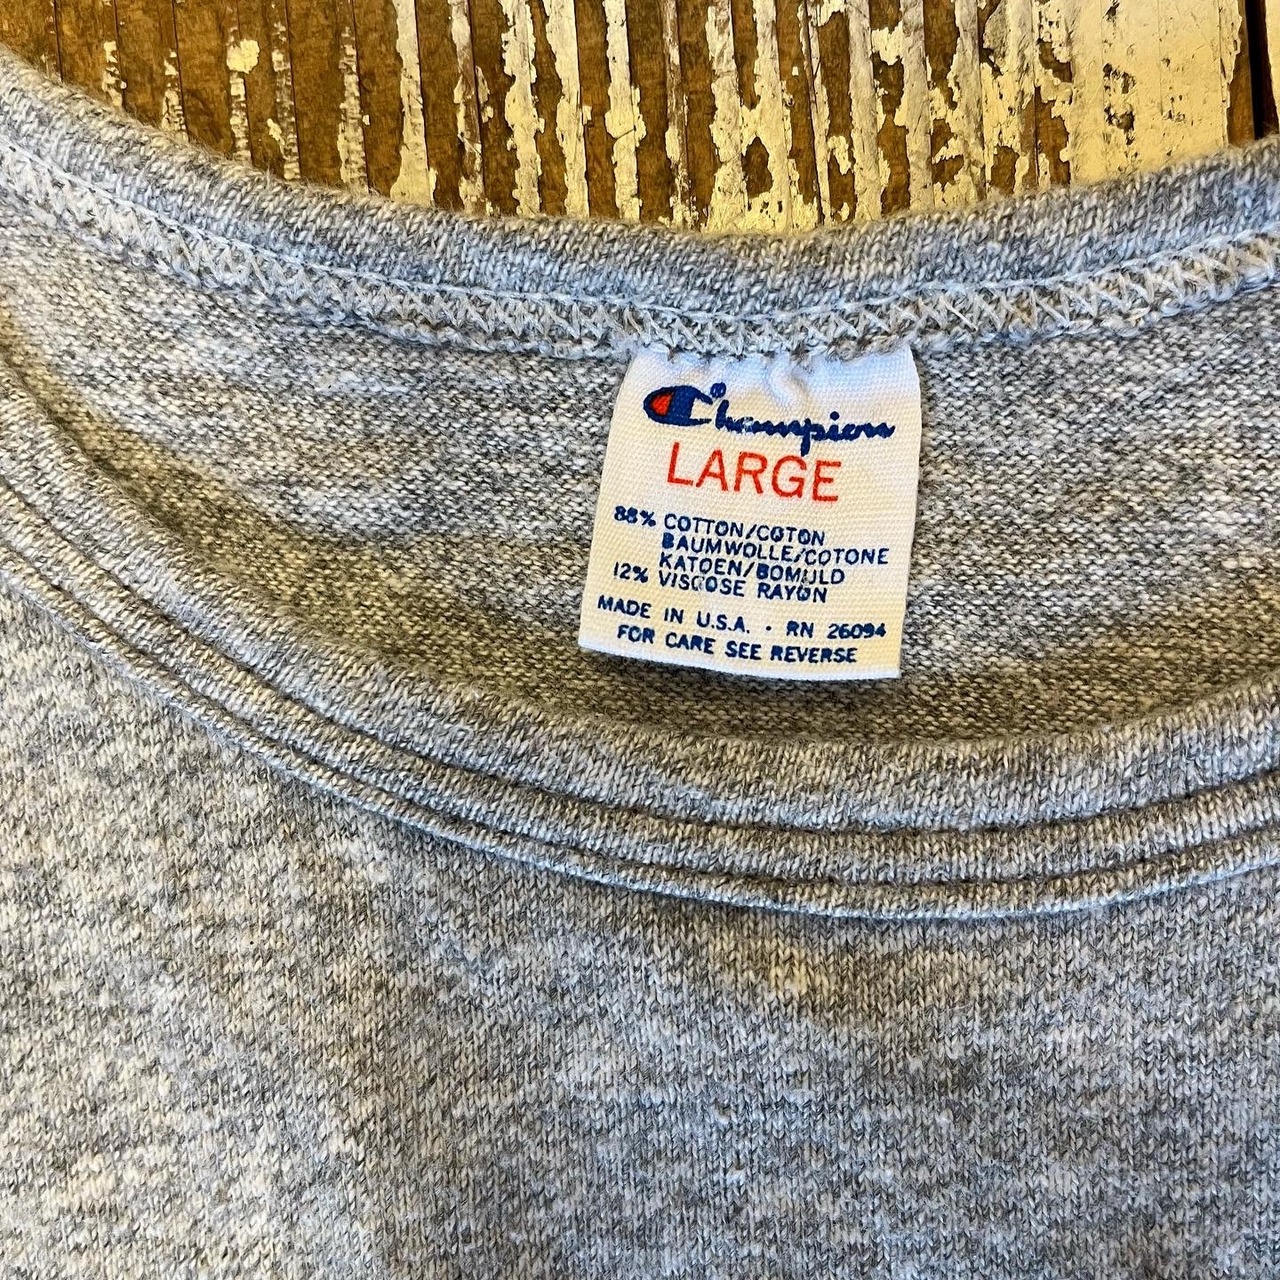 Champion®
LARGE
88% COTTON/COTON
BAUMWOLLE/COTONE
KATOEN/BOMULD
12% VISCOSE RAYON
MADE IN U.S.A. · RN 26094
FOR CARE SEE REVERSE